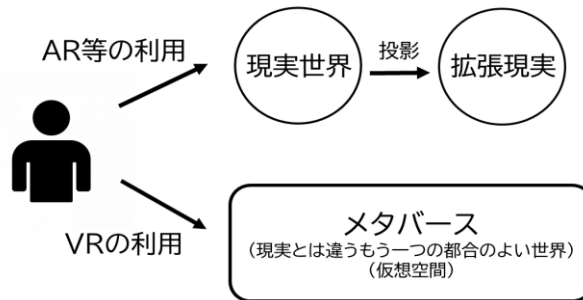 AR等の利用
現実世界
投影
拡張現実
VRの利用
メタバース
(現実とは違うもう一つの都合のよい世界)
(仮想空間)